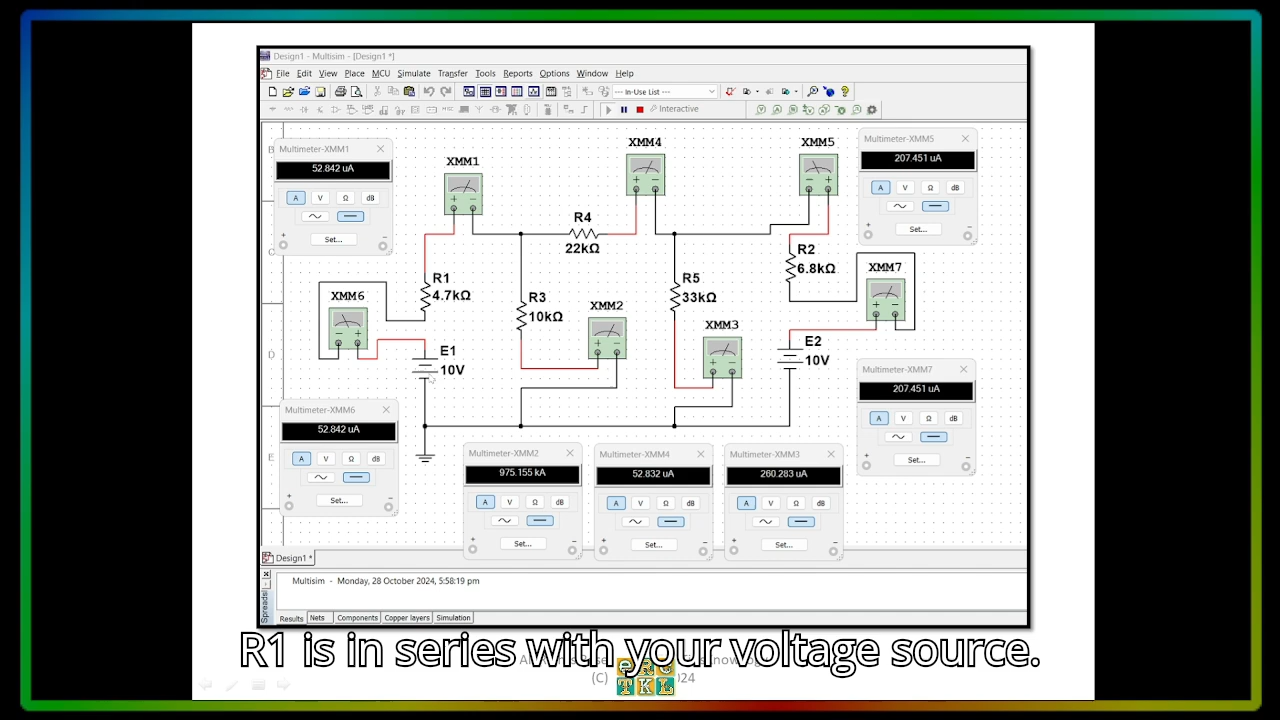 Design1 - Multisim - [Design1 *]
File Edit View Place MCU Simulate Transfer Tools Reports Options Window Help
--- In-Use List ---
Interactive
Multimeter-XMM1
52.842 uA
A V Ω dB
Set...
XMM1
XMM4
XMM5
Multimeter-XMM5
207.451 uA
A V Ω dB
Set...
R4
22kΩ
R2
6.8kΩ
XMM7
R1
4.7kΩ
XMM6
R3
10kΩ
XMM2
R5
33kΩ
XMM3
E1
10V
E2
10V
Multimeter-XMM7
207.451 uA
A V Ω dB
Set...
Multimeter-XMM6
52.842 uA
A V Ω dB
Set...
Multimeter-XMM2
975.155 kA
A V Ω dB
Set...
Multimeter-XMM4
52.832 uA
A V Ω dB
Set...
Multimeter-XMM3
260.283 uA
A V Ω dB
Set...
D
E
Design1 *
Multisim - Monday, 28 October 2024, 5:58:19 pm
Results Nets Components Copper layers Simulation
R1 is in series with your voltage source.
eRG
TKL
(C)